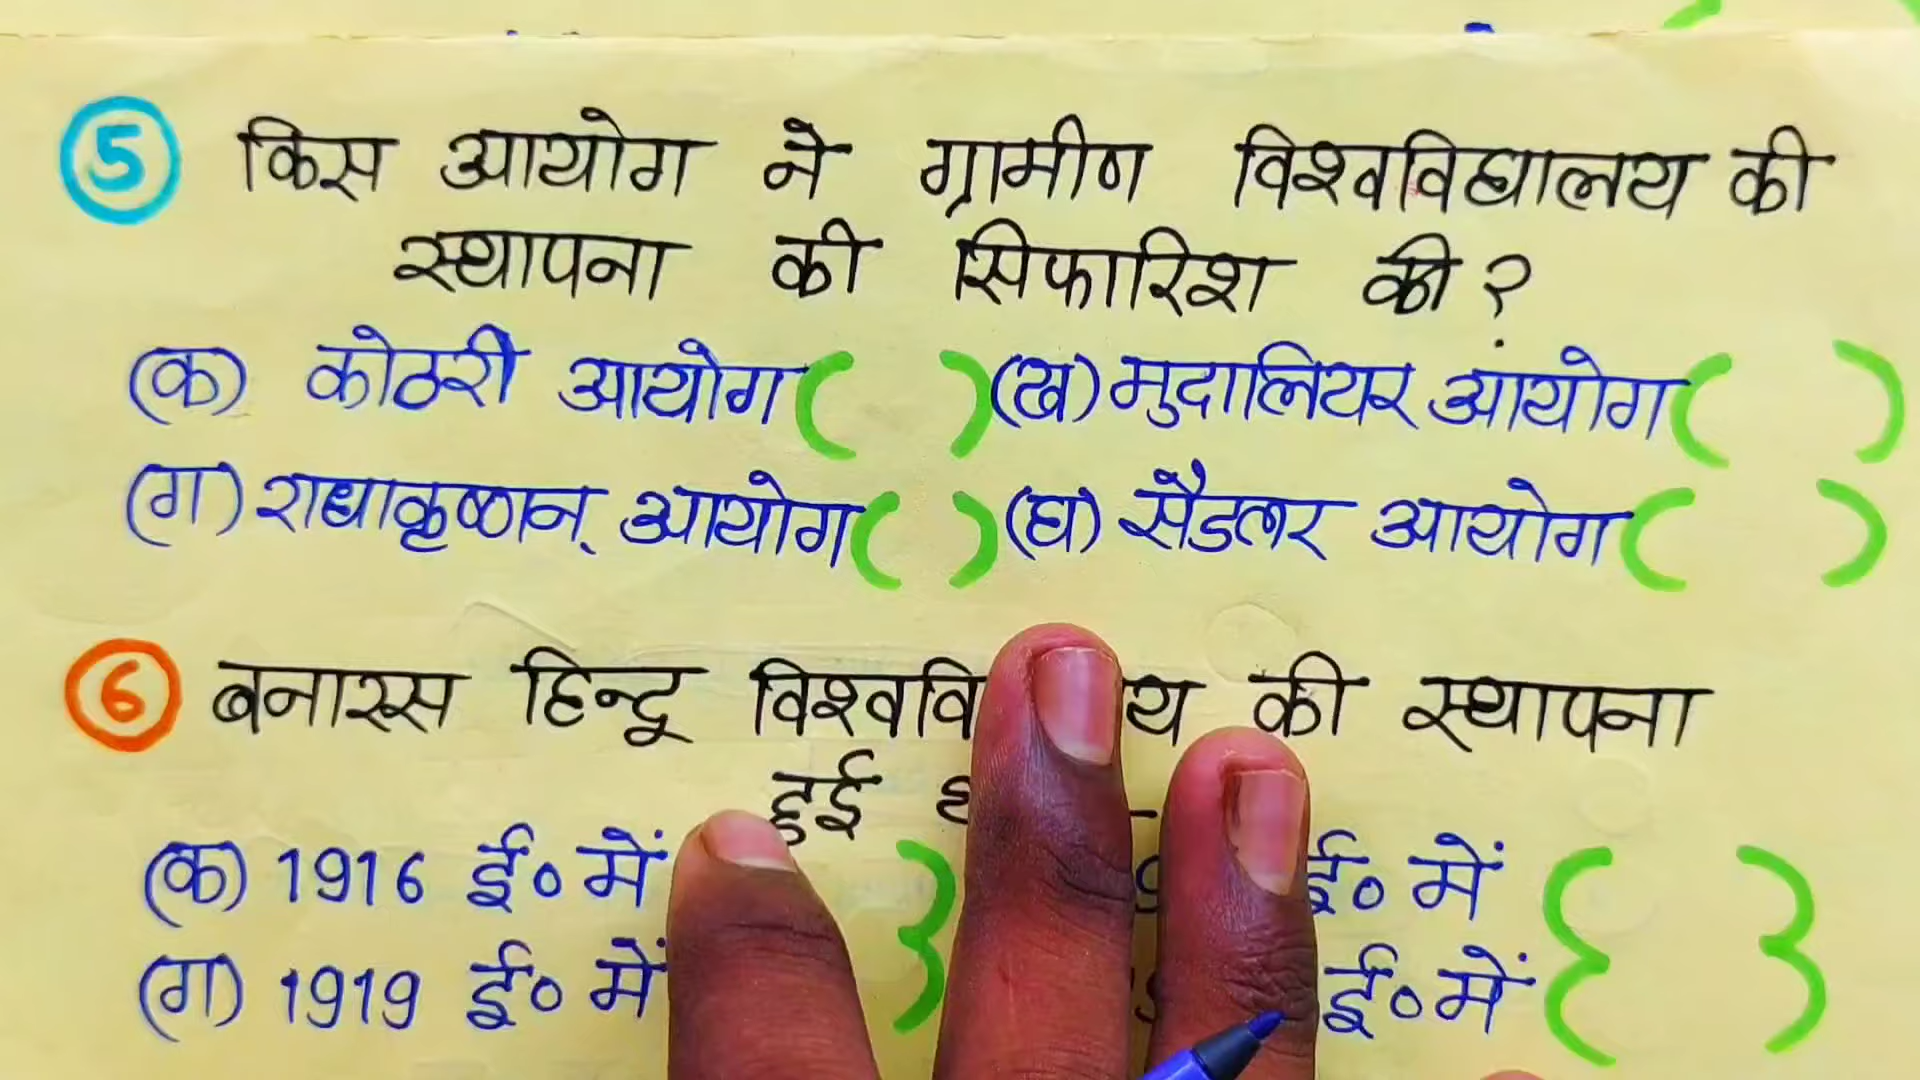 5 किस आयोग ने ग्रामीण विश्वविद्यालय की
स्थापना की सिफारिश की ?
(क) कोठरी आयोग ( ) (ख) मुदालियर आयोग ( )
(ग) राधाकृष्णन् आयोग ( ) (घ) सैडलर आयोग ( )
6 बनारस हिन्दू की स्थापना
हुई
(क) 1916 ई० में ई० में
(ग) 1919 ई० में ई० में